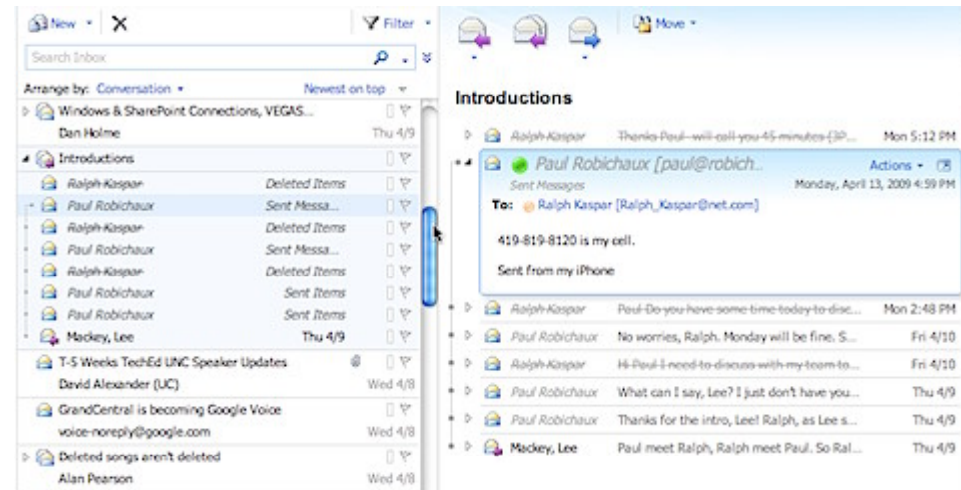 New
Filter
Search Inbox
Arrange by: Conversation
Newest on top
Windows & SharePoint Connections, VEGAS...
Dan Holme Thu 4/9
Introductions
Ralph Kaspar Deleted Items
Paul Robichaux Sent Messa...
Ralph Kaspar Deleted Items
Paul Robichaux Sent Messa...
Ralph Kaspar Deleted Items
Paul Robichaux Sent Items
Paul Robichaux Sent Items
Mackey, Lee Thu 4/9
T-5 Weeks TechEd UNC Speaker Updates
David Alexander (UC) Wed 4/8
GrandCentral is becoming Google Voice
voice-noreply@google.com Wed 4/8
Deleted songs aren't deleted
Alan Pearson Wed 4/8
Move
Introductions
Ralph Kaspar Thanks Paul will call you 45 minutes (3P... Mon 5:12 PM
Paul Robichaux [paul@robich... Actions
Sent Messages Monday, April 13, 2009 4:59 PM
To: Ralph Kaspar [Ralph_Kaspar@net.com]
419-819-8120 is my cell.
Sent from my iPhone
Ralph Kaspar Paul Do you have some time today to disc... Mon 2:48 PM
Paul Robichaux No worries, Ralph. Monday will be fine. S... Fri 4/10
Ralph Kaspar Hi Paul I need to discuss with my team to... Fri 4/10
Paul Robichaux What can I say, Lee? I just don't have you... Thu 4/9
Paul Robichaux Thanks for the intro, Lee! Ralph, as Lee s... Thu 4/9
Mackey, Lee Paul meet Ralph, Ralph meet Paul. So Ral... Thu 4/9